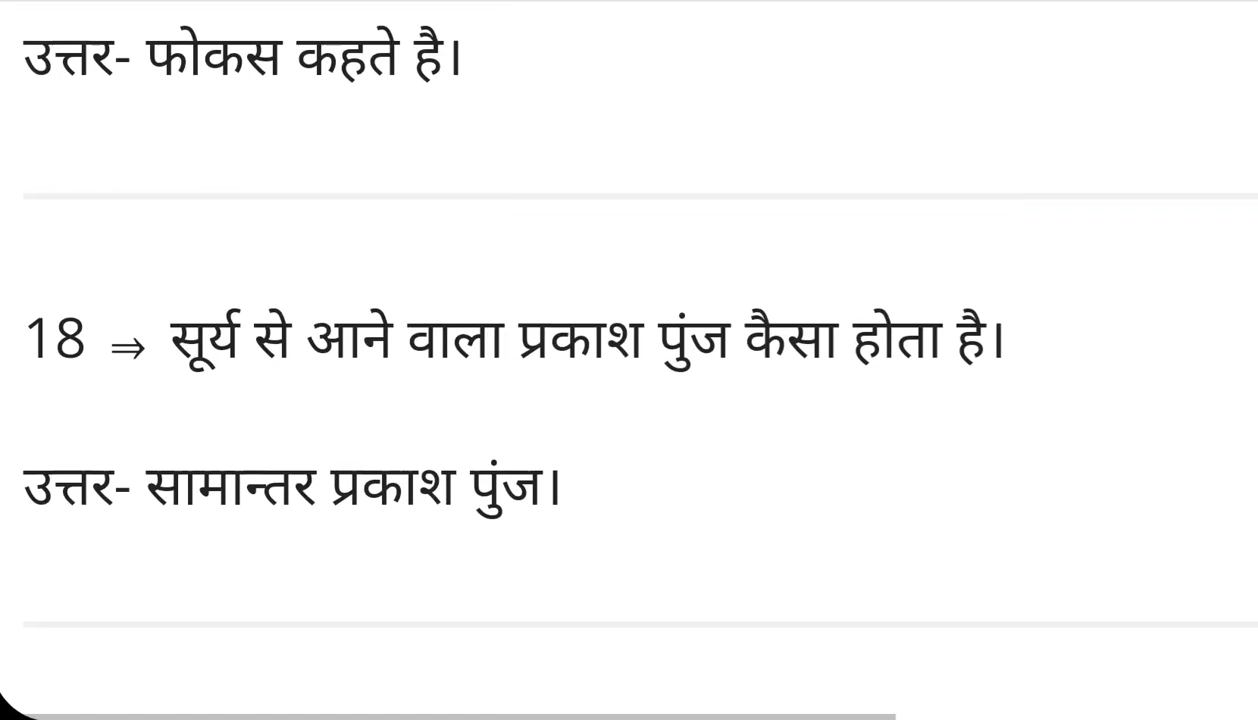 उत्तर- फोकस कहते है।
18 ⇒ सूर्य से आने वाला प्रकाश पुंज कैसा होता है।
उत्तर- सामान्तर प्रकाश पुंज।